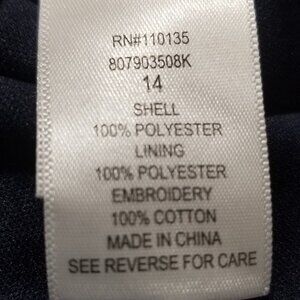 RN#110135
807903508K
14
SHELL
100% POLYESTER
LINING
100% POLYESTER
EMBROIDERY
100% COTTON
MADE IN CHINA
SEE REVERSE FOR CARE